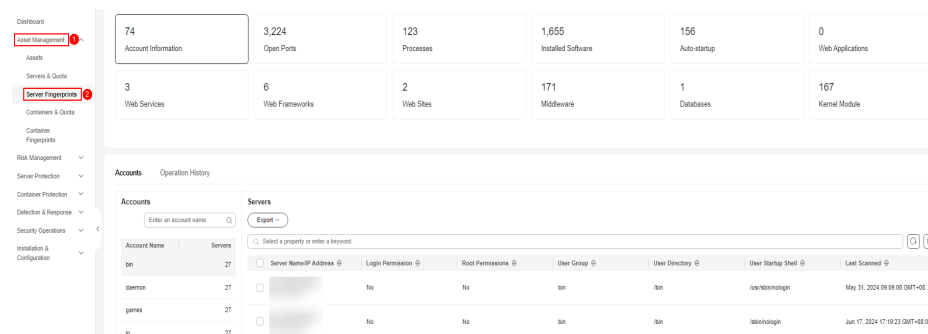 Dashboard
Asset Management 1
Assets
Servers & Quota
Server Fingerprints 2
Containers & Quota
Container
Fingerprints
Risk Management
Server Protection
Container Protection
Detection & Response
Security Operations
Installation &
Configuration
74 3,224 123 1,655 156 0
Account Information Open Ports Processes Installed Software Auto-startup Web Applications
3 6 2 171 1 167
Web Services Web Frameworks Web Sites Middleware Databases Kernel Module
Accounts Operation History
Accounts
Enter an account name.
Account Name Servers
bin 27
daemon 27
games 27
lp 27
Servers
Export
Select a property or enter a keyword.
Server Name/IP Address Login Permission Root Permissions User Group User Directory User Startup Shell Last Scanned
No No bin /bin /usr/sbin/nologin May 31, 2024 09:09:08 GMT+08...
No No bin /bin /sbin/nologin Jun 17, 2024 17:19:23 GMT+08:0